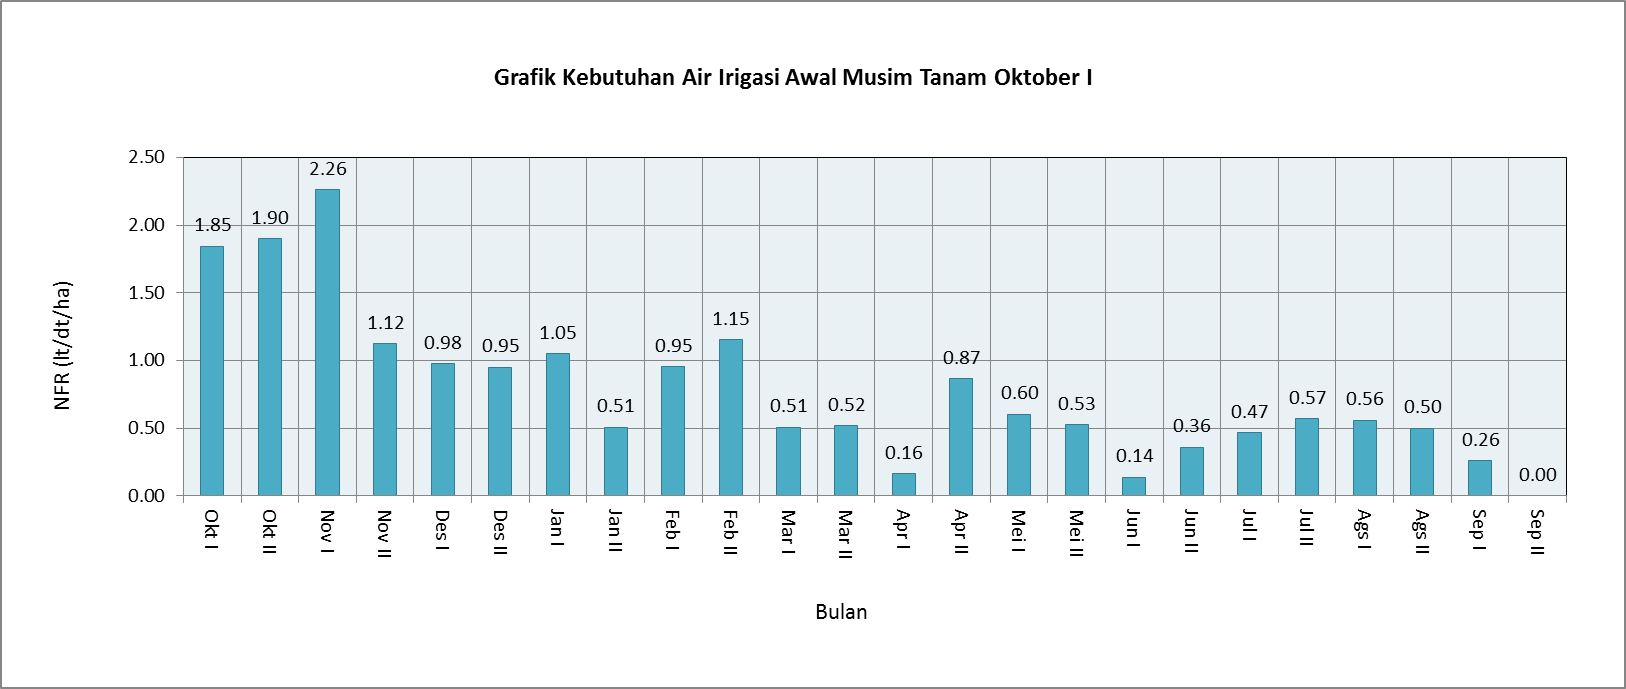 Grafik Kebutuhan Air Irigasi Awal Musim Tanam Oktober I
NFR (lt/dt/ha)
2.50
2.00
1.50
1.00
0.50
0.00
1.85
1.90
2.26
1.12
0.98
0.95
1.05
0.51
0.95
1.15
0.51
0.52
0.16
0.87
0.60
0.53
0.14
0.36
0.47
0.57
0.56
0.50
0.26
0.00
Okt I
Okt II
Nov I
Nov II
Des I
Des II
Jan I
Jan II
Feb I
Feb II
Mar I
Mar II
Apr I
Apr II
Mei I
Mei II
Jun I
Jun II
Jul I
Jul II
Ags I
Ags II
Sep I
Sep II
Bulan